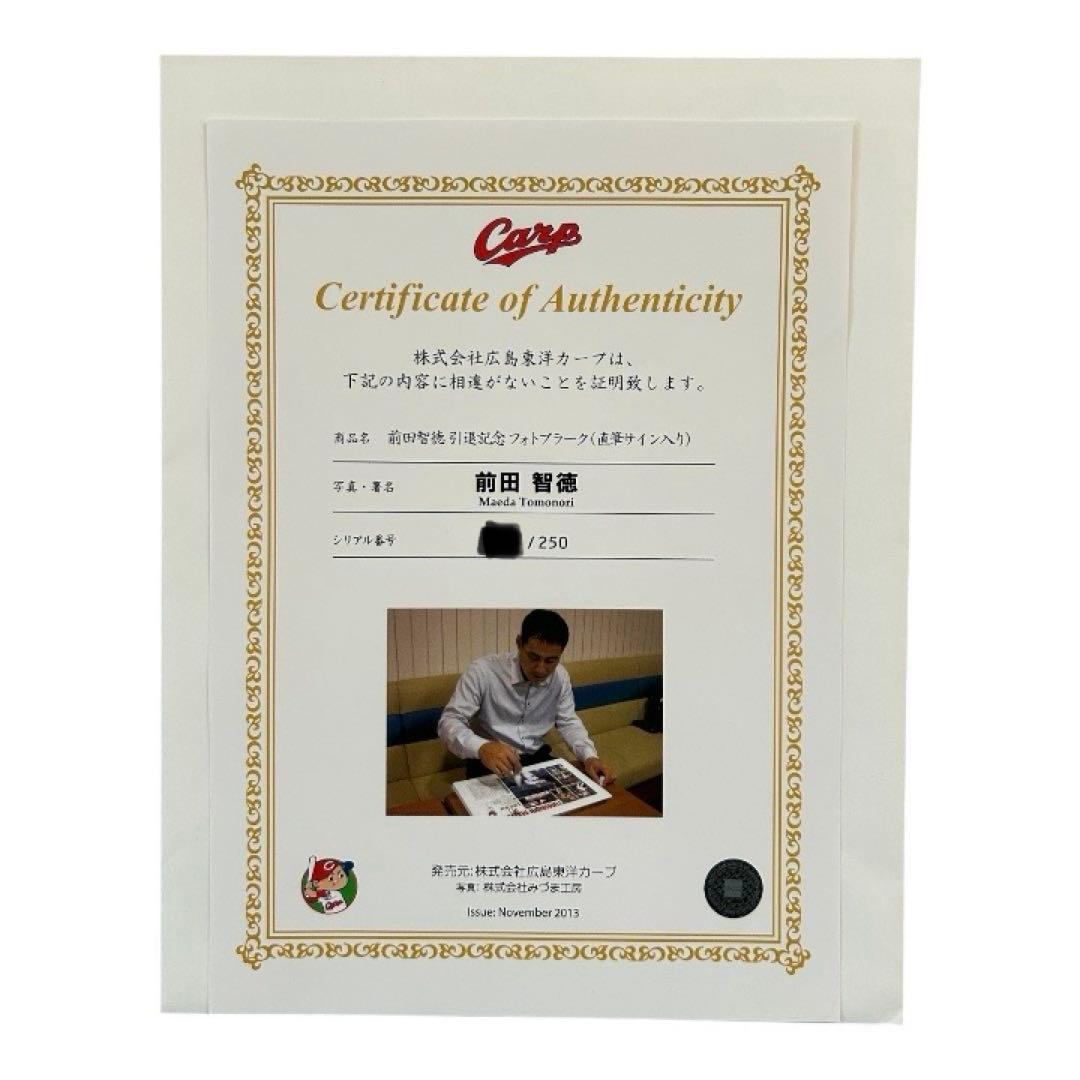 Carp
Certificate of Authenticity
株式会社広島東洋カープは、
下記の内容に相違がないことを証明致します。
商品名 前田智徳 引退記念 フォトプラーク(直筆サイン入り)
写真・署名 前田 智徳
Maeda Tomonori
シリアル番号 / 250
発売元:株式会社広島東洋カープ
写真: 株式会社みづま工房
Issue: November 2013